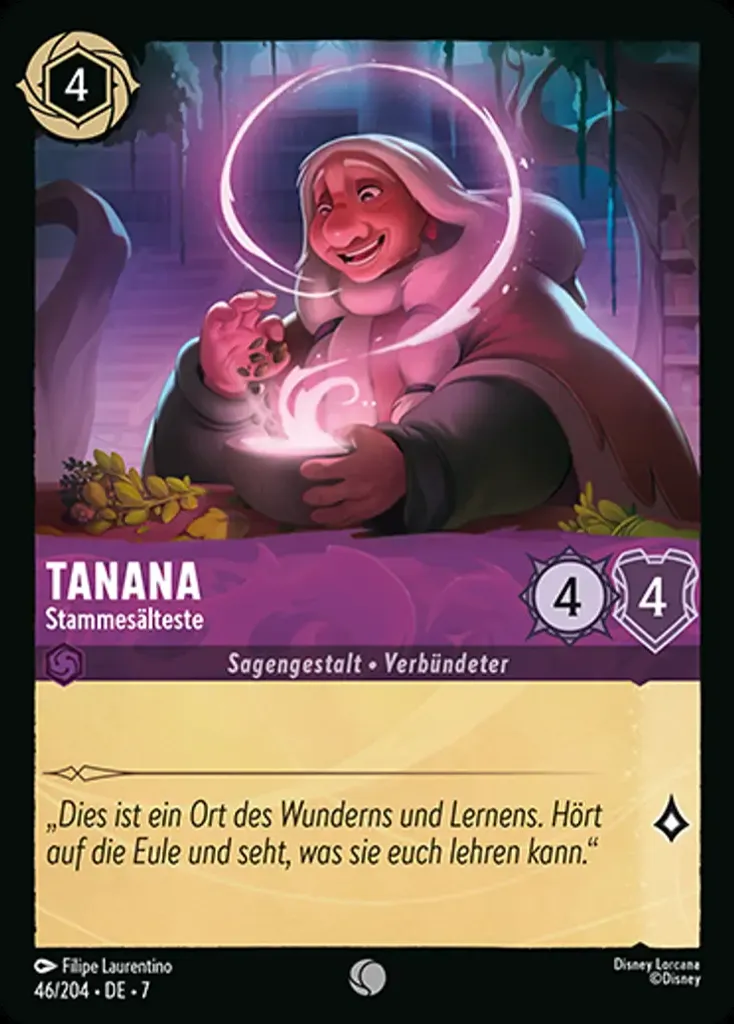 4
TANANA
Stammesälteste
4
4
Sagengestalt • Verbündeter
„Dies ist ein Ort des Wunderns und Lernens. Hört
auf die Eule und seht, was sie euch lehren kann.“
Filipe Laurentino
46/204 • DE • 7
Disney Lorcana
©Disney